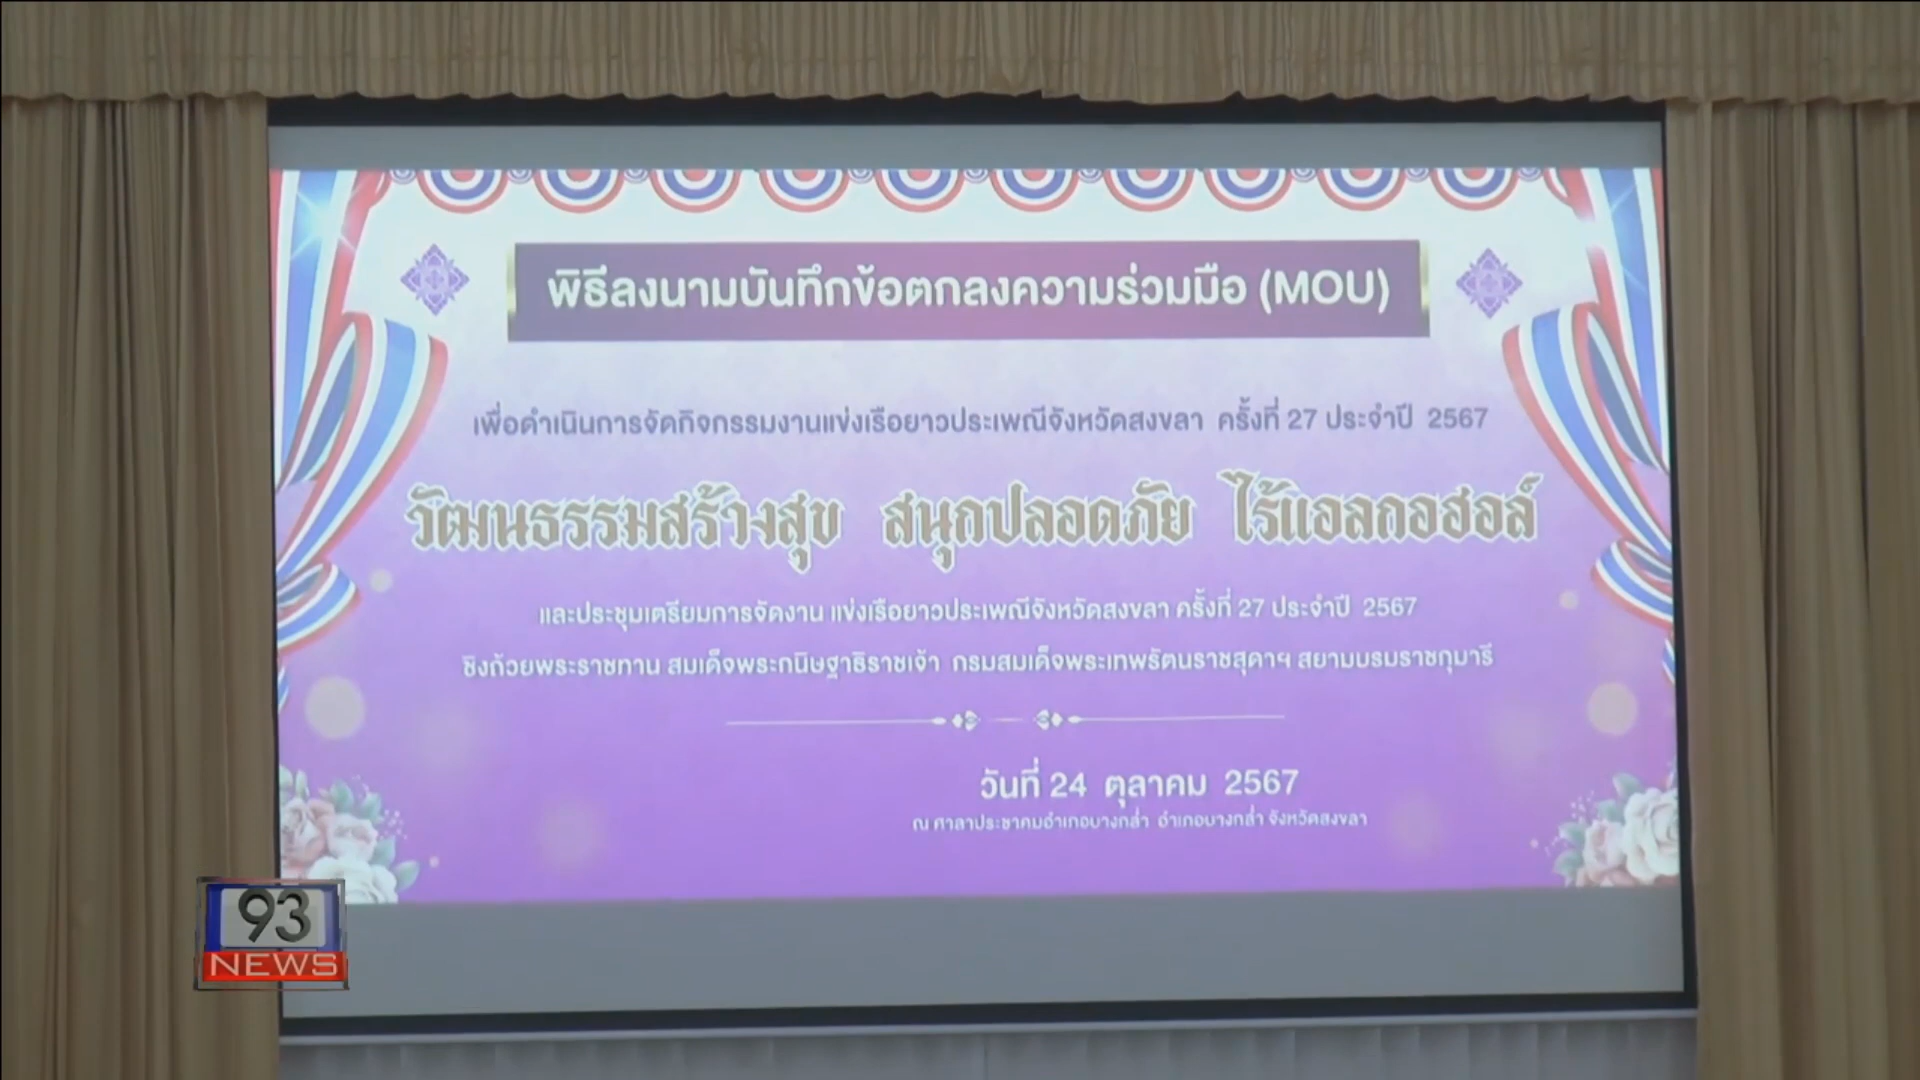 พิธีลงนามบันทึกข้อตกลงความร่วมมือ (MOU)
เพื่อดำเนินการจัดกิจกรรมงานแข่งเรือยาวประเพณีจังหวัดสงขลา ครั้งที่ 27 ประจำปี 2567
วัฒนธรรมสร้างสุข สนุกปลอดภัย ไร้แอลกอฮอล์
และประชุมเตรียมการจัดงาน แข่งเรือยาวประเพณีจังหวัดสงขลา ครั้งที่ 27 ประจำปี 2567
ชิงถ้วยพระราชทาน สมเด็จพระกนิษฐาธิราชเจ้า กรมสมเด็จพระเทพรัตนราชสุดาฯ สยามบรมราชกุมารี
วันที่ 24 ตุลาคม 2567
ณ ศาลาประชาคมอำเภอบางกล่ำ อำเภอบางกล่ำ จังหวัดสงขลา
93
NEWS